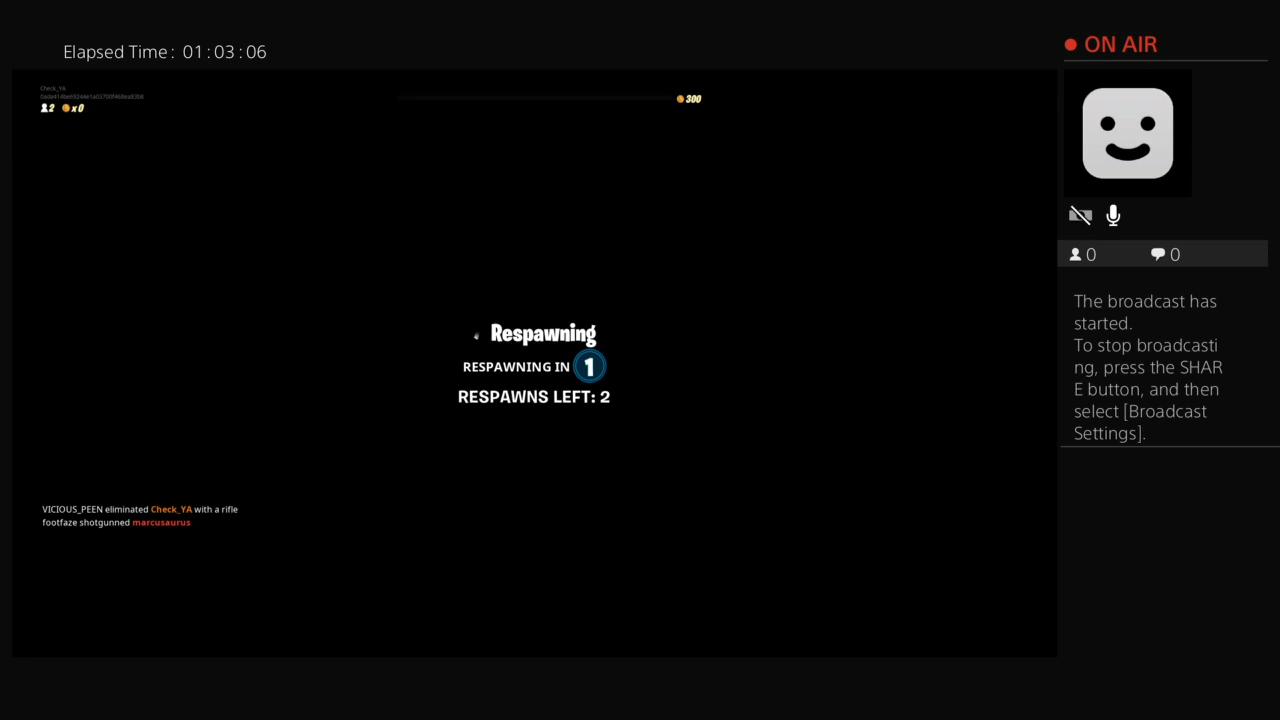 Elapsed Time: 01:03:06
ON AIR
Check_YA
2 x0
300
0
0
The broadcast has
started.
To stop broadcasti
ng, press the SHAR
E button, and then
select [Broadcast
Settings].
Respawning
RESPAWNING IN 1
RESPAWNS LEFT: 2
VICIOUS_PEEN eliminated Check_YA with a rifle
footfaze shotgunned marcusaurus